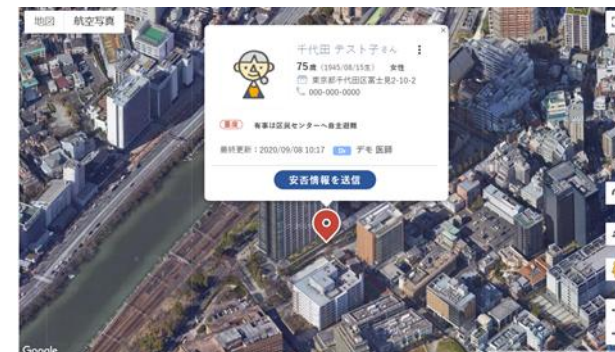 地図 航空写真
千代田 テスト子さん
75歳 (1945/08/15生) 女性
東京都千代田区富士見2-10-2
000-000-0000
有事は区民センターへ自主避難
最終更新：2020/09/08 10:17 Dr デモ 医師
安否情報を送信
Google